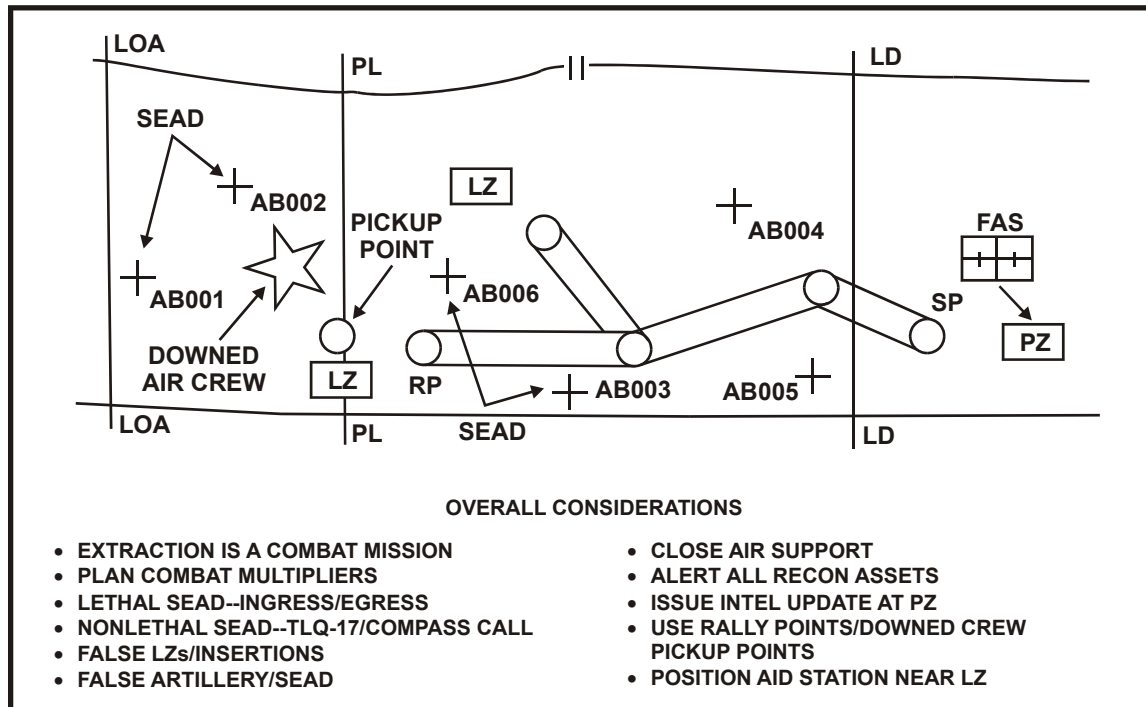 LOA
PL
LD
SEAD
LZ
AB002
PICKUP
POINT
AB004
FAS
AB001
AB006
SP
DOWNED
AIR CREW
PZ
LZ
RP
AB003
AB005
LOA
PL
SEAD
LD
OVERALL CONSIDERATIONS
• EXTRACTION IS A COMBAT MISSION
• PLAN COMBAT MULTIPLIERS
• LETHAL SEAD--INGRESS/EGRESS
• NONLETHAL SEAD--TLQ-17/COMPASS CALL
• FALSE LZs/INSERTIONS
• FALSE ARTILLERY/SEAD
• CLOSE AIR SUPPORT
• ALERT ALL RECON ASSETS
• ISSUE INTEL UPDATE AT PZ
• USE RALLY POINTS/DOWNED CREW
PICKUP POINTS
• POSITION AID STATION NEAR LZ